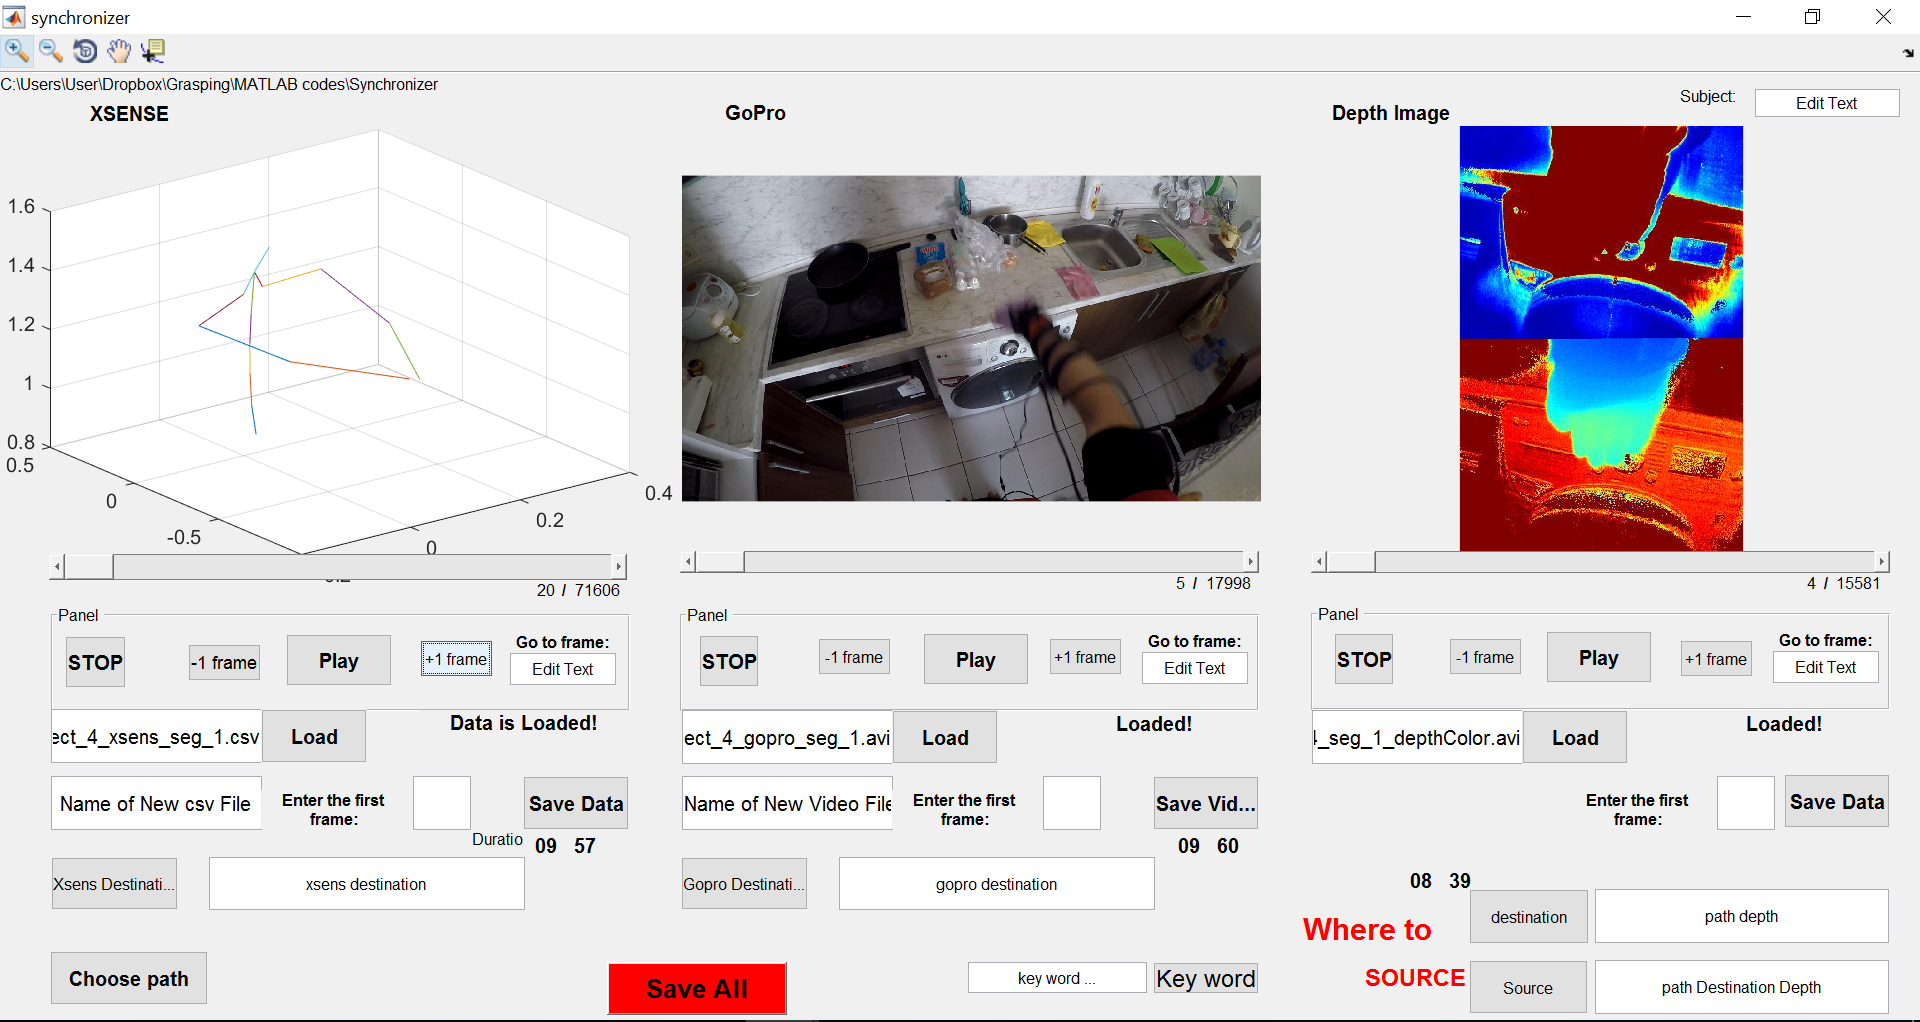 synchronizer
C:\Users\User\Dropbox\Grasping\MATLAB codes\Synchronizer
XSENSE
GoPro
Depth Image
Subject:
Edit Text
1.6
1.4
1.2
1
0.8
0.5
0
-0.5
0
0.2
0.4
20 / 71606
5 / 17998
4 / 15581
Panel
STOP
-1 frame
Play
+1 frame
Go to frame:
Edit Text
Panel
STOP
-1 frame
Play
+1 frame
Go to frame:
Edit Text
Panel
STOP
-1 frame
Play
+1 frame
Go to frame:
Edit Text
ect_4_xsens_seg_1.csv
Load
Data is Loaded!
ect_4_gopro_seg_1.avi
Load
Loaded!
_seg_1_depthColor.avi
Load
Loaded!
Name of New csv File
Enter the first
frame:
Save Data
Duratio
09 57
Name of New Video File
Enter the first
frame:
Save Vid...
09 60
Enter the first
frame:
Save Data
08 39
Xsens Destinati...
xsens destination
Gopro Destinati...
gopro destination
Where to
destination
path depth
SOURCE
Source
path Destination Depth
Choose path
Save All
key word ...
Key word